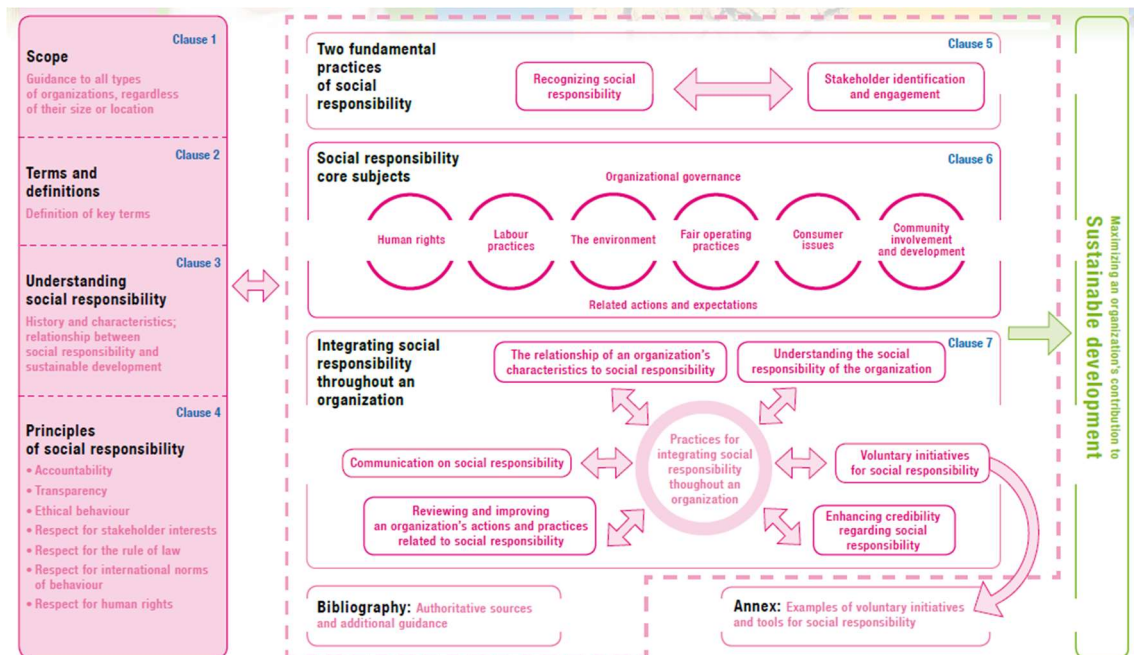 Clause 1
Scope
Guidance to all types
of organizations, regardless
of their size or location
Clause 2
Terms and
definitions
Definition of key terms
Clause 3
Understanding
social responsibility
History and characteristics;
relationship between
social responsibility and
sustainable development
Clause 4
Principles
of social responsibility
• Accountability
• Transparency
• Ethical behaviour
• Respect for stakeholder interests
• Respect for the rule of law
• Respect for international norms
of behaviour
• Respect for human rights
Two fundamental
practices
of social
responsibility
Clause 5
Recognizing social
responsibility
Stakeholder identification
and engagement
Social responsibility
core subjects
Clause 6
Organizational governance
Human rights
Labour
practices
The environment
Fair operating
practices
Consumer
issues
Community
involvement
and development
Related actions and expectations
Integrating social
responsibility
throughout an
organization
Clause 7
The relationship of an organization's
characteristics to social responsibility
Understanding the social
responsibility of the organization
Practices for
integrating social
responsibility
thoughout an
organization
Communication on social responsibility
Voluntary initiatives
for social responsibility
Reviewing and improving
an organization's actions and practices
related to social responsibility
Enhancing credibility
regarding social
responsibility
Bibliography: Authoritative sources
and additional guidance
Annex: Examples of voluntary initiatives
and tools for social responsibility
Maximizing an organization's contribution to
Sustainable development